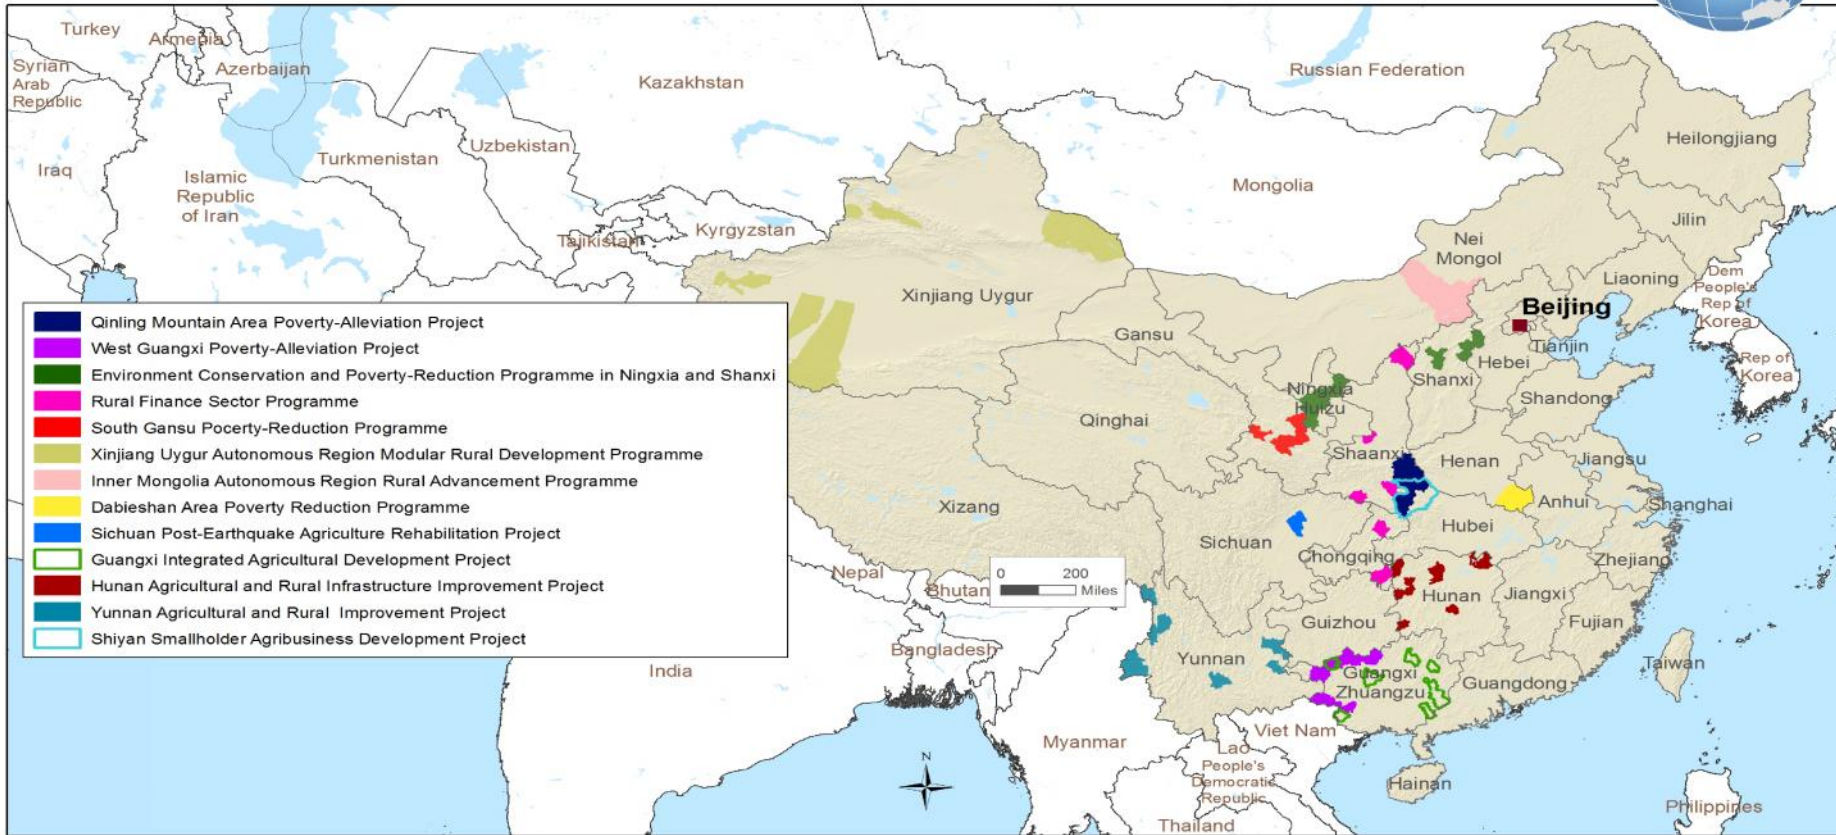 Turkey
Armenia
Azerbaijan
Syrian
Arab
Republic
Iraq
Islamic
Republic
of Iran
Turkmenistan
Uzbekistan
Kazakhstan
Tajikistan
Kyrgyzstan
Russian Federation
Mongolia
Heilongjiang
Jilin
Nei
Mongol
Liaoning
Dem
People's
Rep of
Korea
Rep of
Korea
Beijing
Tianjin
Hebei
Shanxi
Shandong
Xinjiang Uygur
Gansu
Ningxia
Huizu
Qinghai
Shaanxi
Henan
Jiangsu
Anhui
Shanghai
Xizang
Sichuan
Hubei
Chongqing
Zhejiang
Hunan
Jiangxi
Guizhou
Fujian
Yunnan
Guangxi
Zhuangzu
Guangdong
Taiwan
Hainan
Nepal
Bhutan
Bangladesh
India
Myanmar
Viet Nam
Lao
People's
Democratic
Republic
Thailand
Philippines
0 200
Miles
N
Qinling Mountain Area Poverty-Alleviation Project
West Guangxi Poverty-Alleviation Project
Environment Conservation and Poverty-Reduction Programme in Ningxia and Shanxi
Rural Finance Sector Programme
South Gansu Pocerty-Reduction Programme
Xinjiang Uygur Autonomous Region Modular Rural Development Programme
Inner Mongolia Autonomous Region Rural Advancement Programme
Dabieshan Area Poverty Reduction Programme
Sichuan Post-Earthquake Agriculture Rehabilitation Project
Guangxi Integrated Agricultural Development Project
Hunan Agricultural and Rural Infrastructure Improvement Project
Yunnan Agricultural and Rural Improvement Project
Shiyan Smallholder Agribusiness Development Project